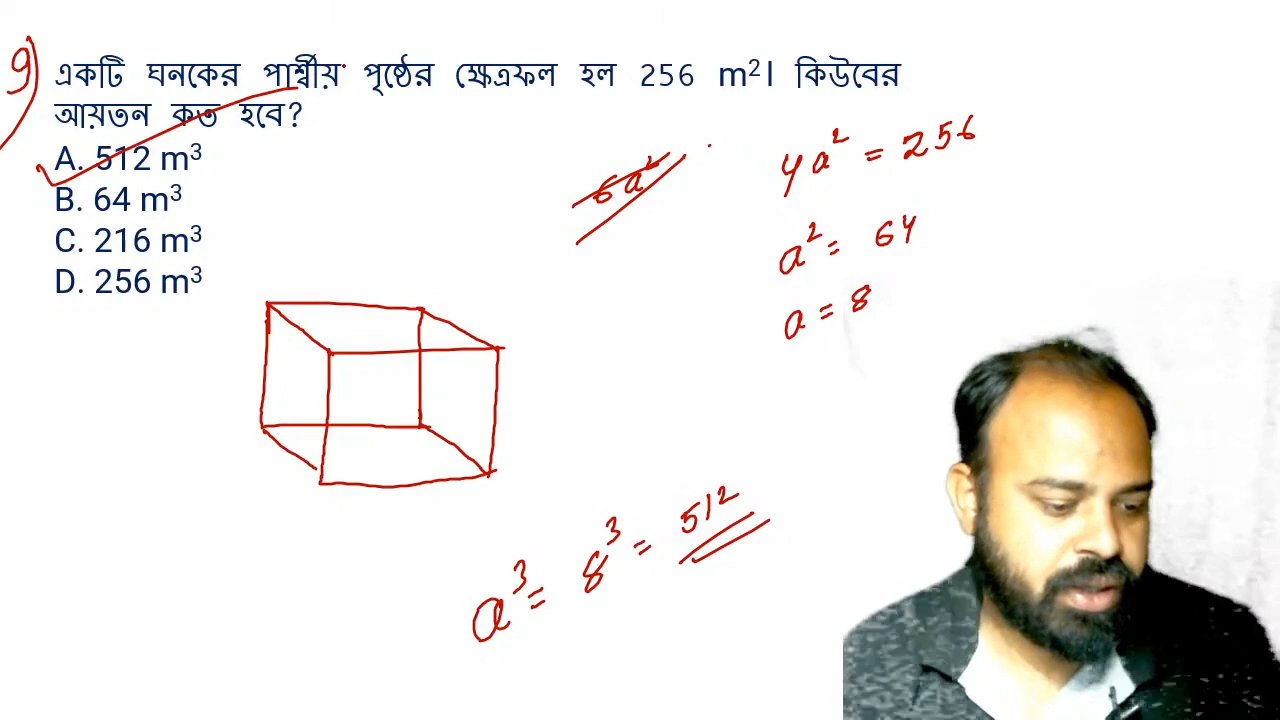 9)
একটি ঘনকের পার্শ্বীয় পৃষ্ঠের ক্ষেত্রফল হল 256 m²। কিউবের
আয়তন কত হবে?
A. 512 m³
B. 64 m³
C. 216 m³
D. 256 m³
6a²
4a² = 256
a² = 64
a = 8
a³ = 8³ = 512